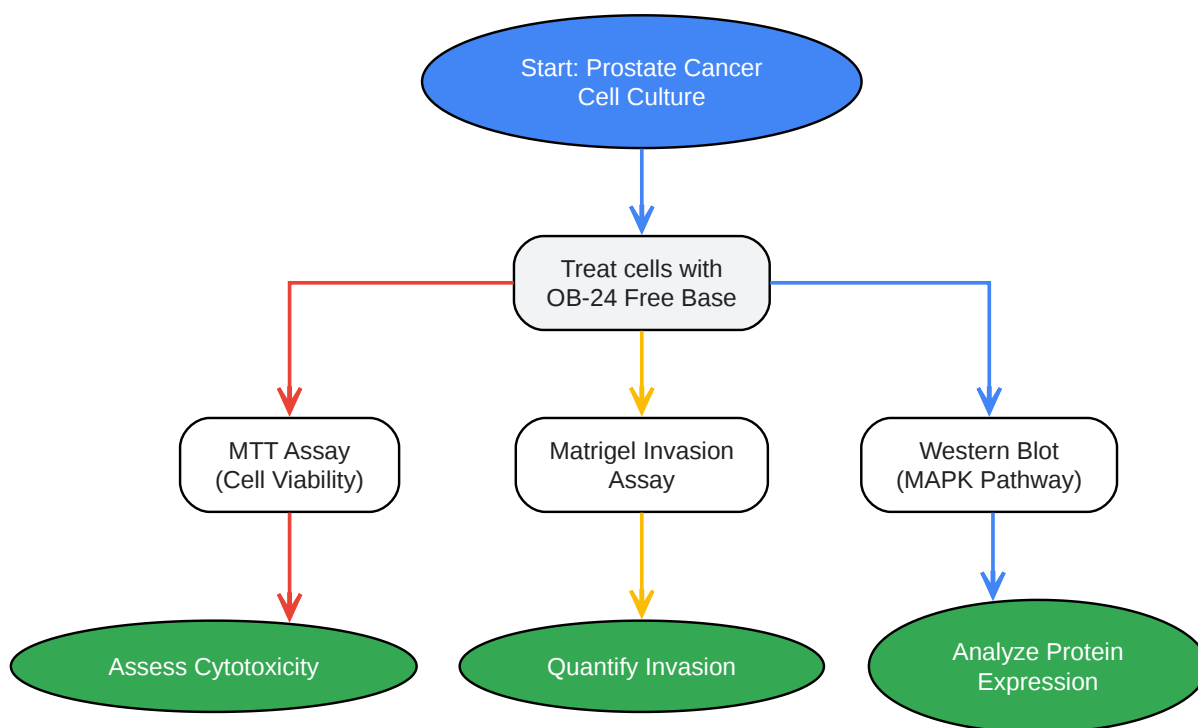 Start: Prostate Cancer
Cell Culture
Treat cells with
OB-24 Free Base
MTT Assay
(Cell Viability)
Matrigel Invasion
Assay
Western Blot
(MAPK Pathway)
Assess Cytotoxicity
Quantify Invasion
Analyze Protein
Expression